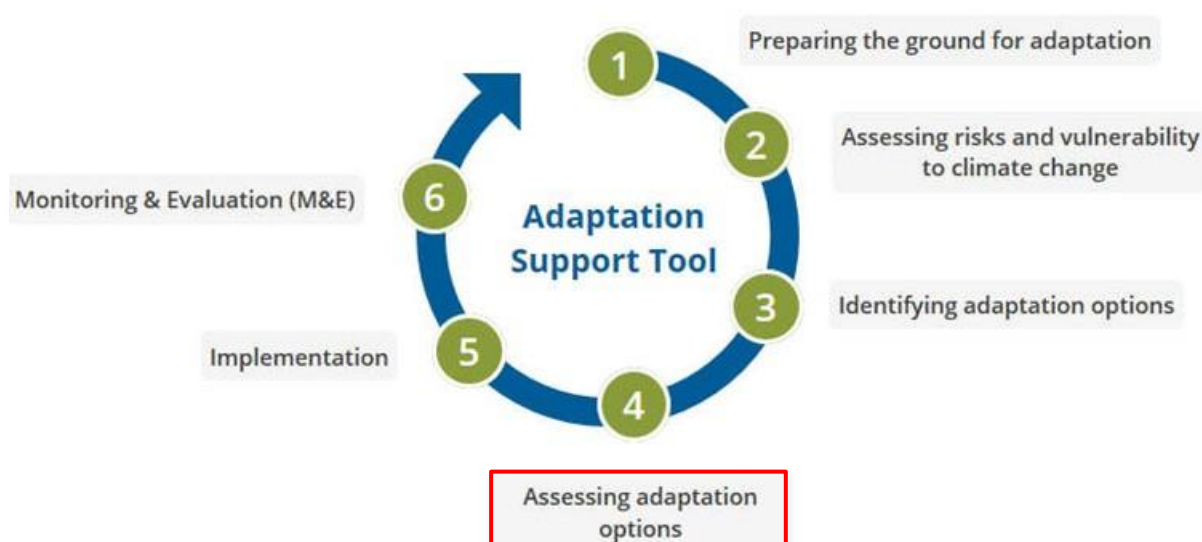 1
Preparing the ground for adaptation
2
Assessing risks and vulnerability
to climate change
Adaptation
Support Tool
3
Identifying adaptation options
4
Assessing adaptation
options
5
Implementation
6
Monitoring & Evaluation (M&E)